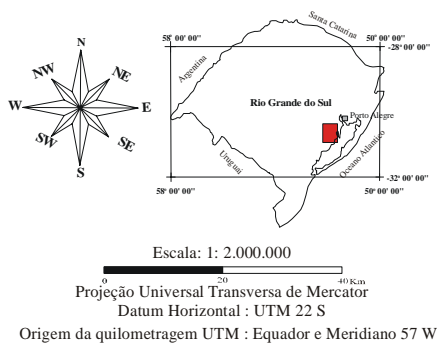 N
NW
NE
W
E
SW
SE
S
58° 00' 00"
50° 00' 00"
-28° 00' 00"
Santa Catarina
Argentina
Rio Grande do Sul
Porto Alegre
Uruguai
Oceano Atlantico
-32° 00' 00"
58° 00' 00"
50° 00' 00"
Escala: 1: 2.000.000
0 20 40 Km
Projeção Universal Transversa de Mercator
Datum Horizontal : UTM 22 S
Origem da quilometragem UTM : Equador e Meridiano 57 W